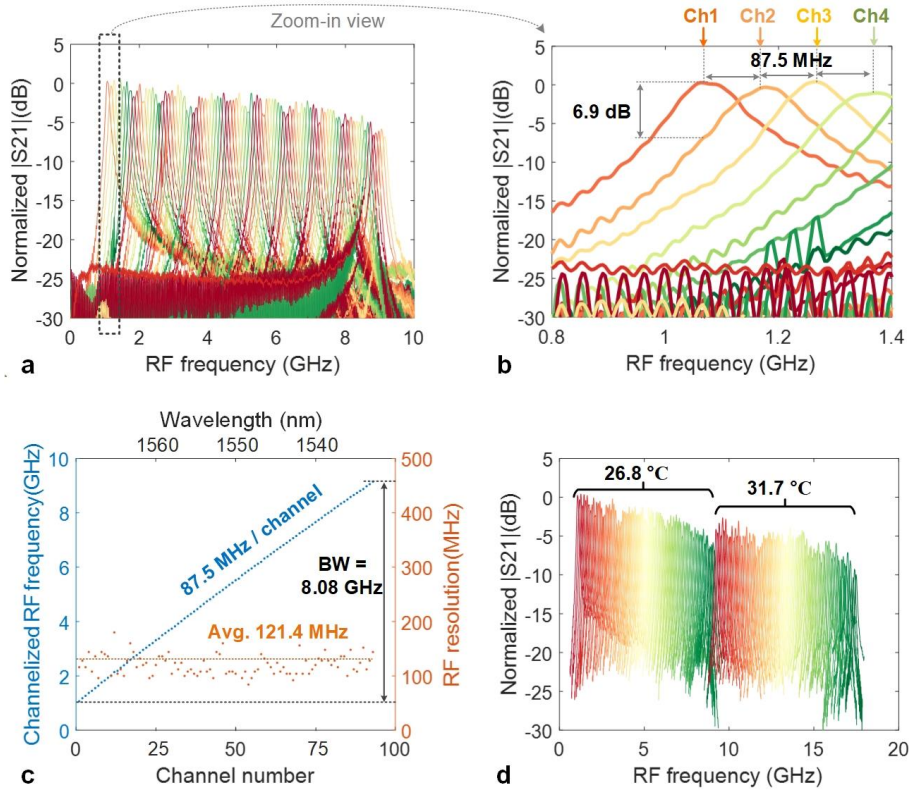 Zoom-in view
Ch1 Ch2 Ch3 Ch4
5
0
-5
-10
-15
-20
-25
-30
Normalized |S21|(dB)
0 2 4 6 8 10
RF frequency (GHz)
a
5
0
-5
-10
-15
-20
-25
-30
Normalized |S21|(dB)
87.5 MHz
6.9 dB
0.8 1 1.2 1.4
RF frequency (GHz)
b
Wavelength (nm)
1560 1550 1540
10
8
6
4
2
0
Channelized RF frequency(GHz)
500
400
300
200
100
0
RF resolution(MHz)
87.5 MHz / channel
BW =
8.08 GHz
Avg. 121.4 MHz
0 25 50 75 100
Channel number
c
5
0
-5
-10
-15
-20
-25
-30
Normalized |S21|(dB)
26.8 °C
31.7 °C
0 5 10 15 20
RF frequency (GHz)
d